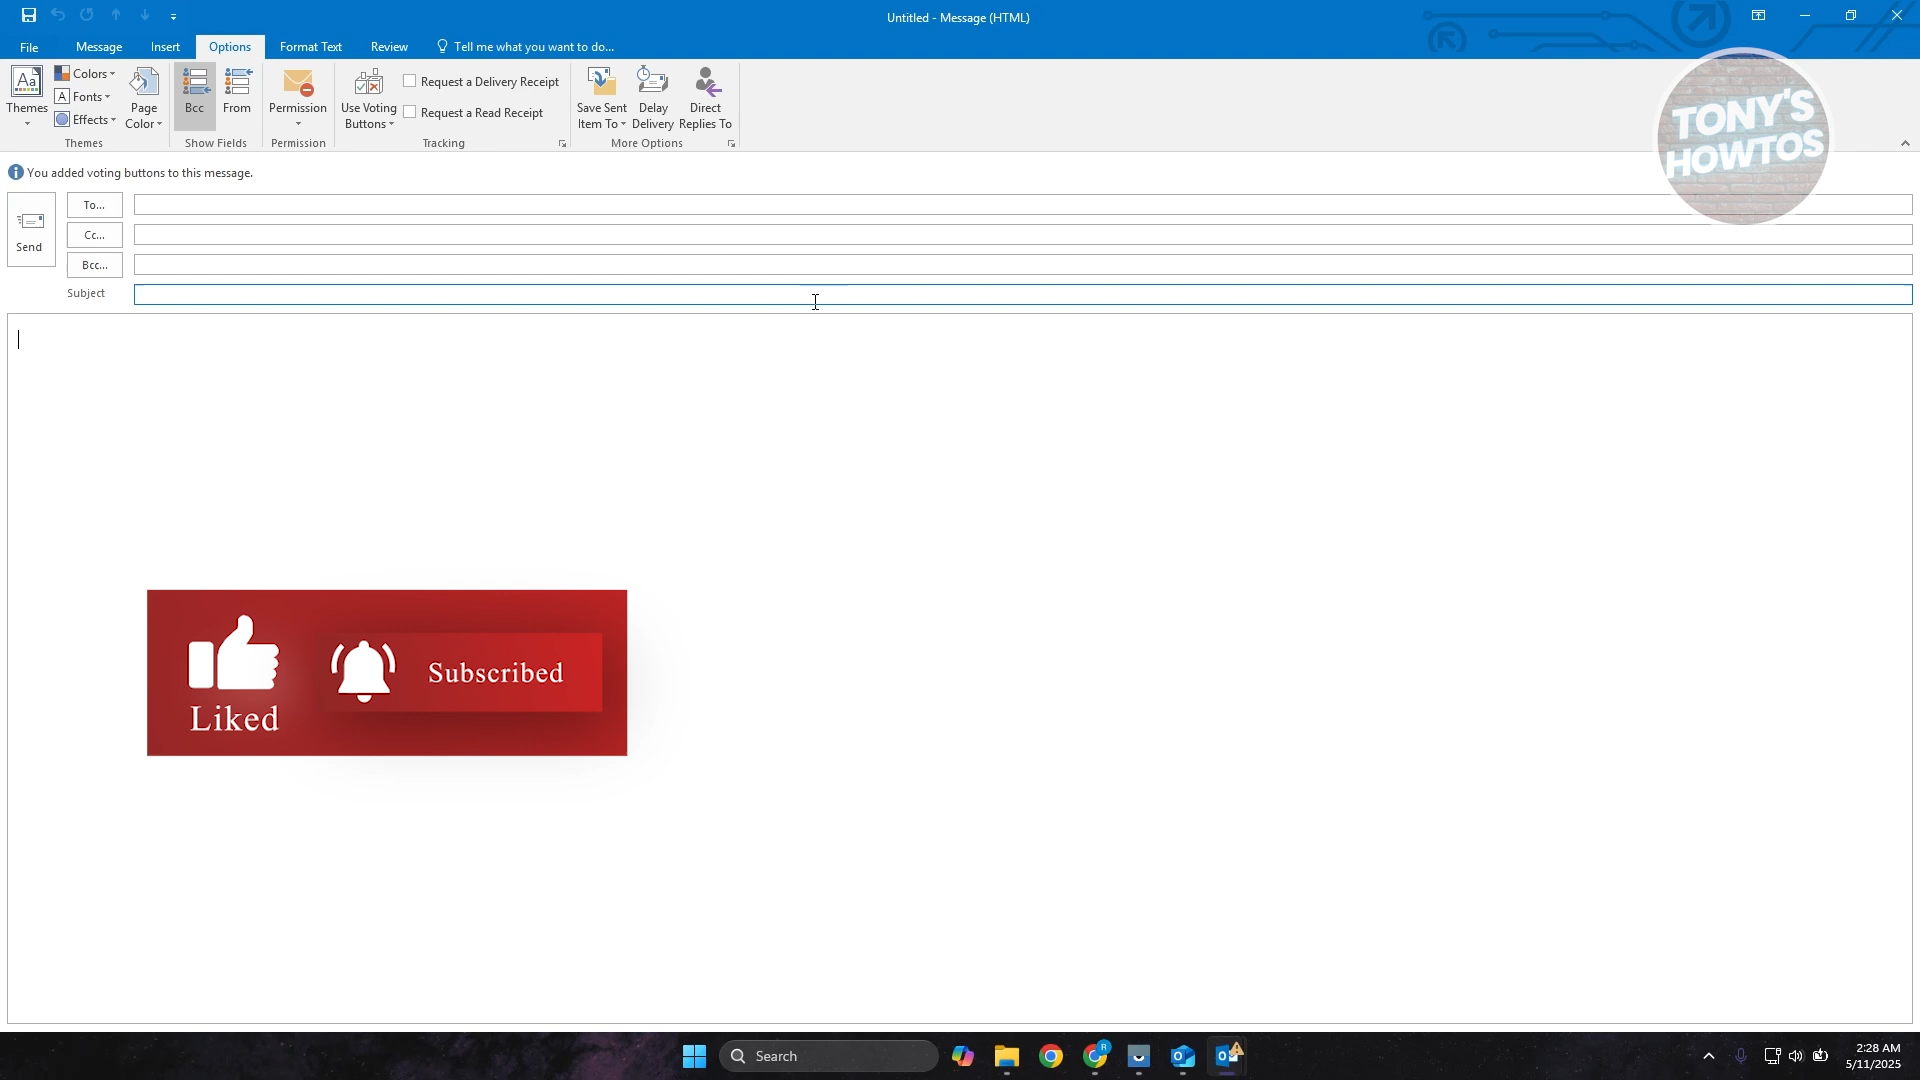 Untitled - Message (HTML)
File Message Insert Options Format Text Review Tell me what you want to do...
Aa Themes
Colors
A Fonts
Effects
Page Color
Bcc
From
Permission
Use Voting Buttons
Request a Delivery Receipt
Request a Read Receipt
Save Sent Item To
Delay Delivery
Direct Replies To
Themes Show Fields Permission Tracking More Options
TONY'S
HOWTOS
You added voting buttons to this message.
Send
To...
Cc...
Bcc...
Subject
Liked
Subscribed
Search
R
2:28 AM
5/11/2025